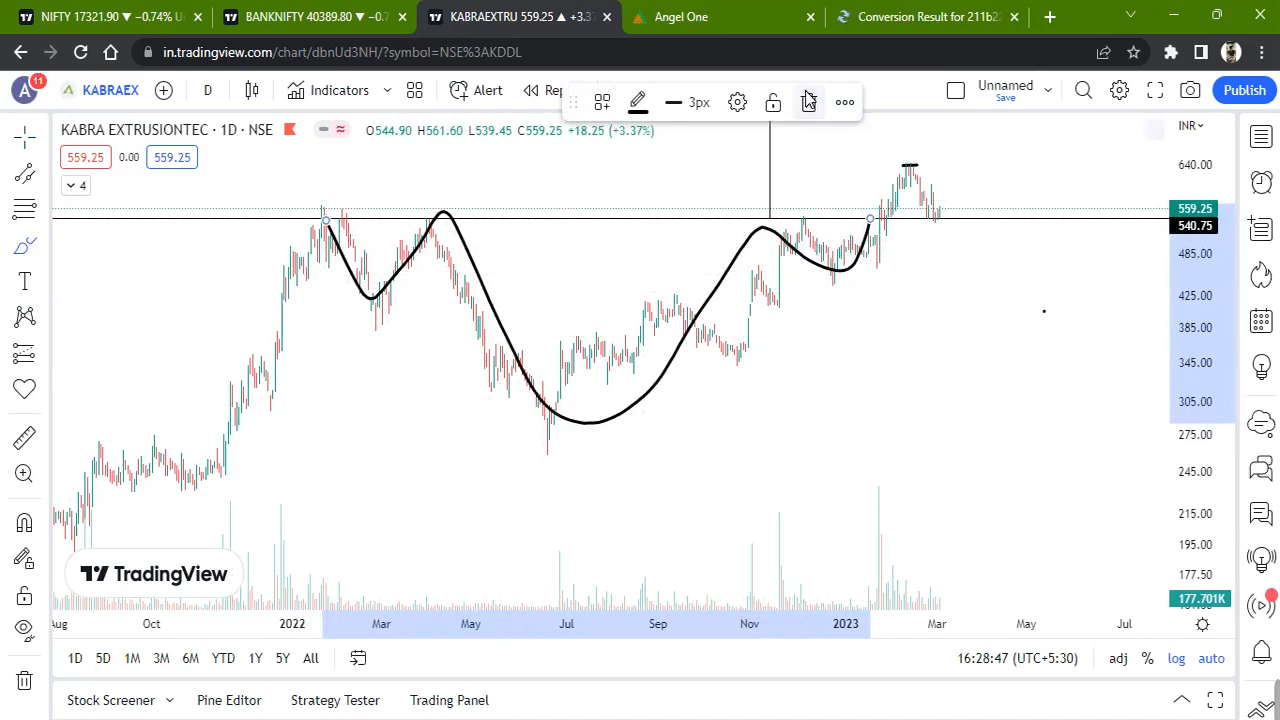 NIFTY 17321.90 ▼ −0.74% U
BANKNIFTY 40389.80 ▼ −0.7
KABRAEXTRU 559.25 ▲ +3.3
Angel One
Conversion Result for 211b2
in.tradingview.com/chart/dbnUd3NH/?symbol=NSE%3AKDDL
A 11 KABRAEX D Indicators Alert Rep 3px Unnamed Save Publish
KABRA EXTRUSIONTEC · 1D · NSE O544.90 H561.60 L539.45 C559.25 +18.25 (+3.37%) INR
559.25 0.00 559.25
4
640.00
559.25
540.75
485.00
425.00
385.00
345.00
305.00
275.00
245.00
215.00
195.00
177.50
177.701K
TradingView
Aug Oct 2022 Mar May Jul Sep Nov 2023 Mar May Jul
1D 5D 1M 3M 6M YTD 1Y 5Y All 16:28:47 (UTC+5:30) adj % log auto
Stock Screener Pine Editor Strategy Tester Trading Panel